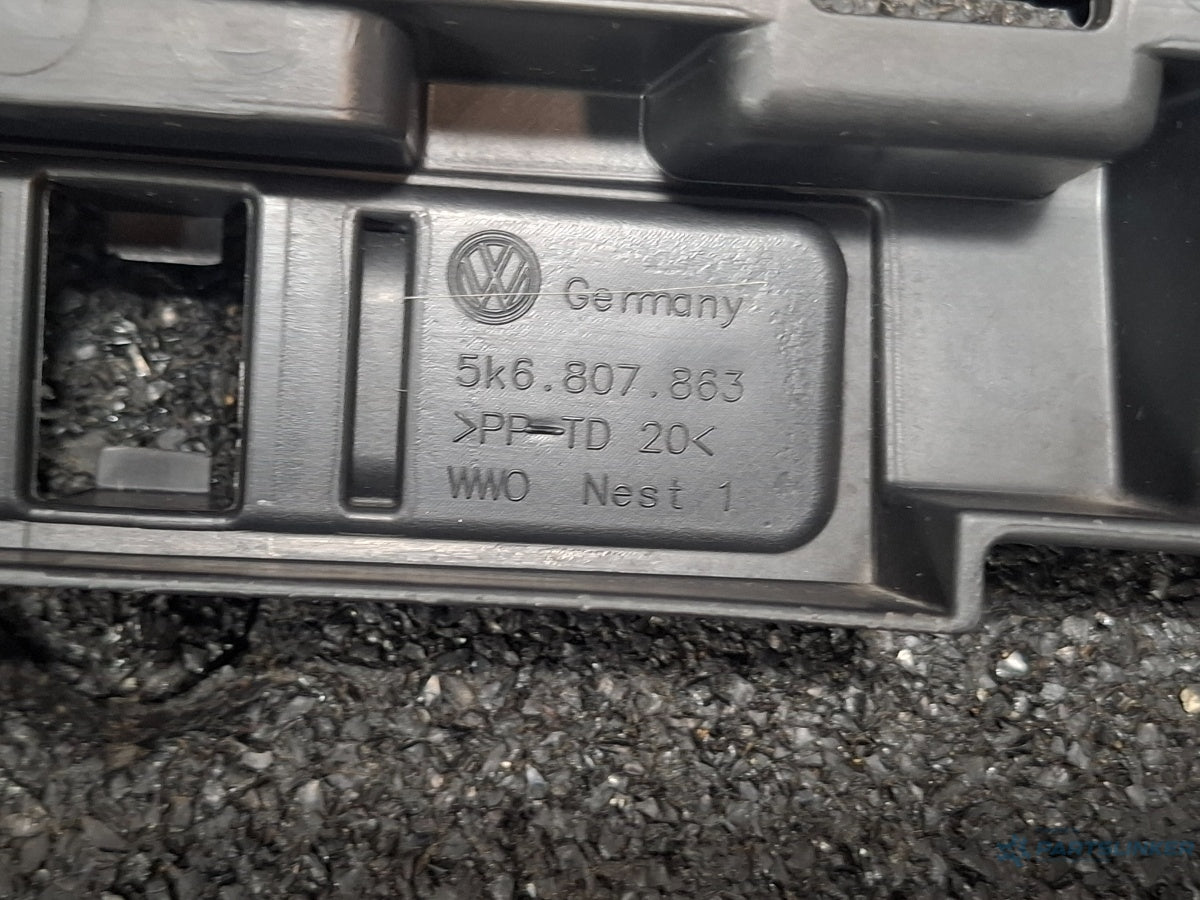 Germany
5k6.807.863
>PP-TD 20<
WWO Nest 1